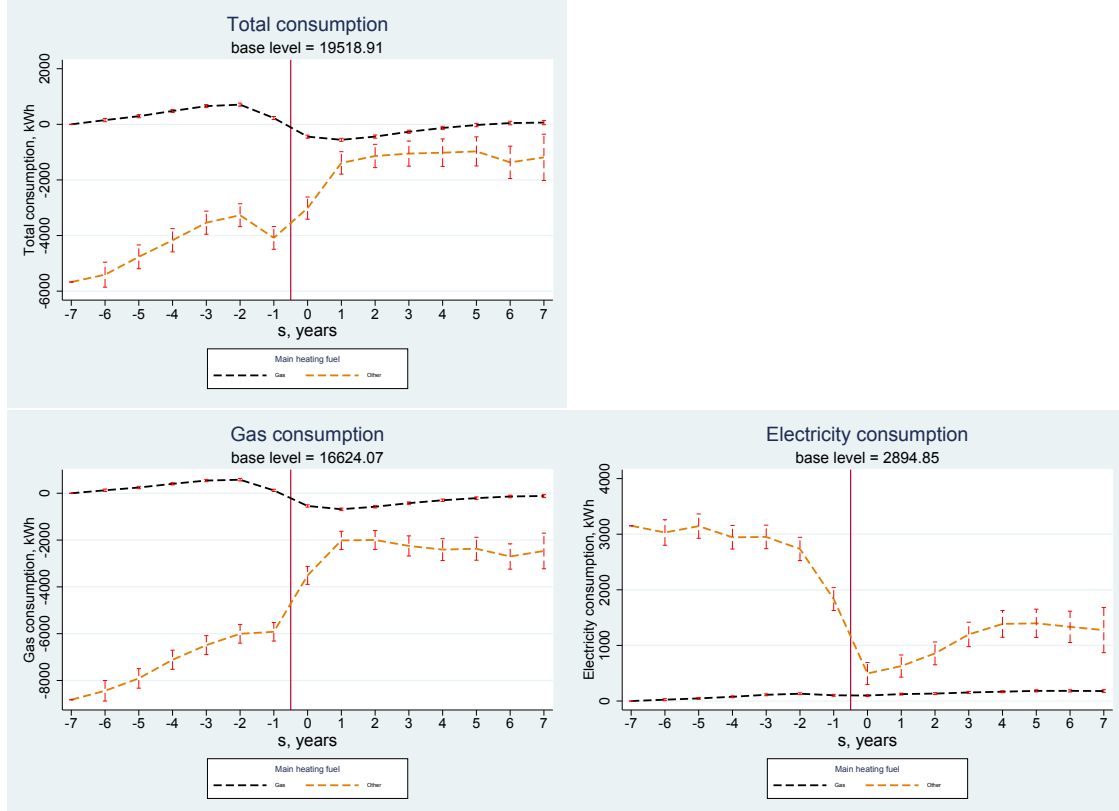 Total consumption
base level = 19518.91
Total consumption, kWh
2000
0
-2000
-4000
-6000
-7 -6 -5 -4 -3 -2 -1 0 1 2 3 4 5 6 7
s, years
Main heating fuel
Gas Other
Gas consumption
base level = 16624.07
Gas consumption, kWh
0
-2000
-4000
-6000
-8000
-7 -6 -5 -4 -3 -2 -1 0 1 2 3 4 5 6 7
s, years
Main heating fuel
Gas Other
Electricity consumption
base level = 2894.85
Electricity consumption, kWh
4000
3000
2000
1000
0
-7 -6 -5 -4 -3 -2 -1 0 1 2 3 4 5 6 7
s, years
Main heating fuel
Gas Other